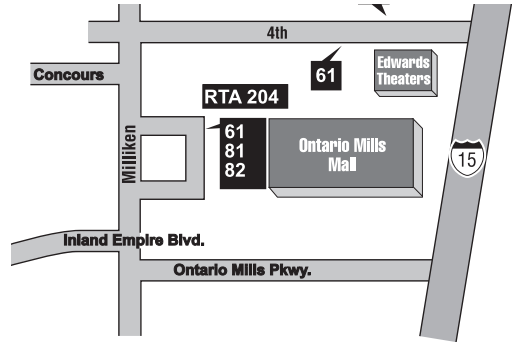 4th
Edwards
Theaters
Concours
61
RTA 204
61
81
82
Milliken
Ontario Mills
Mall
15
Inland Empire Blvd.
Ontario Mills Pkwy.